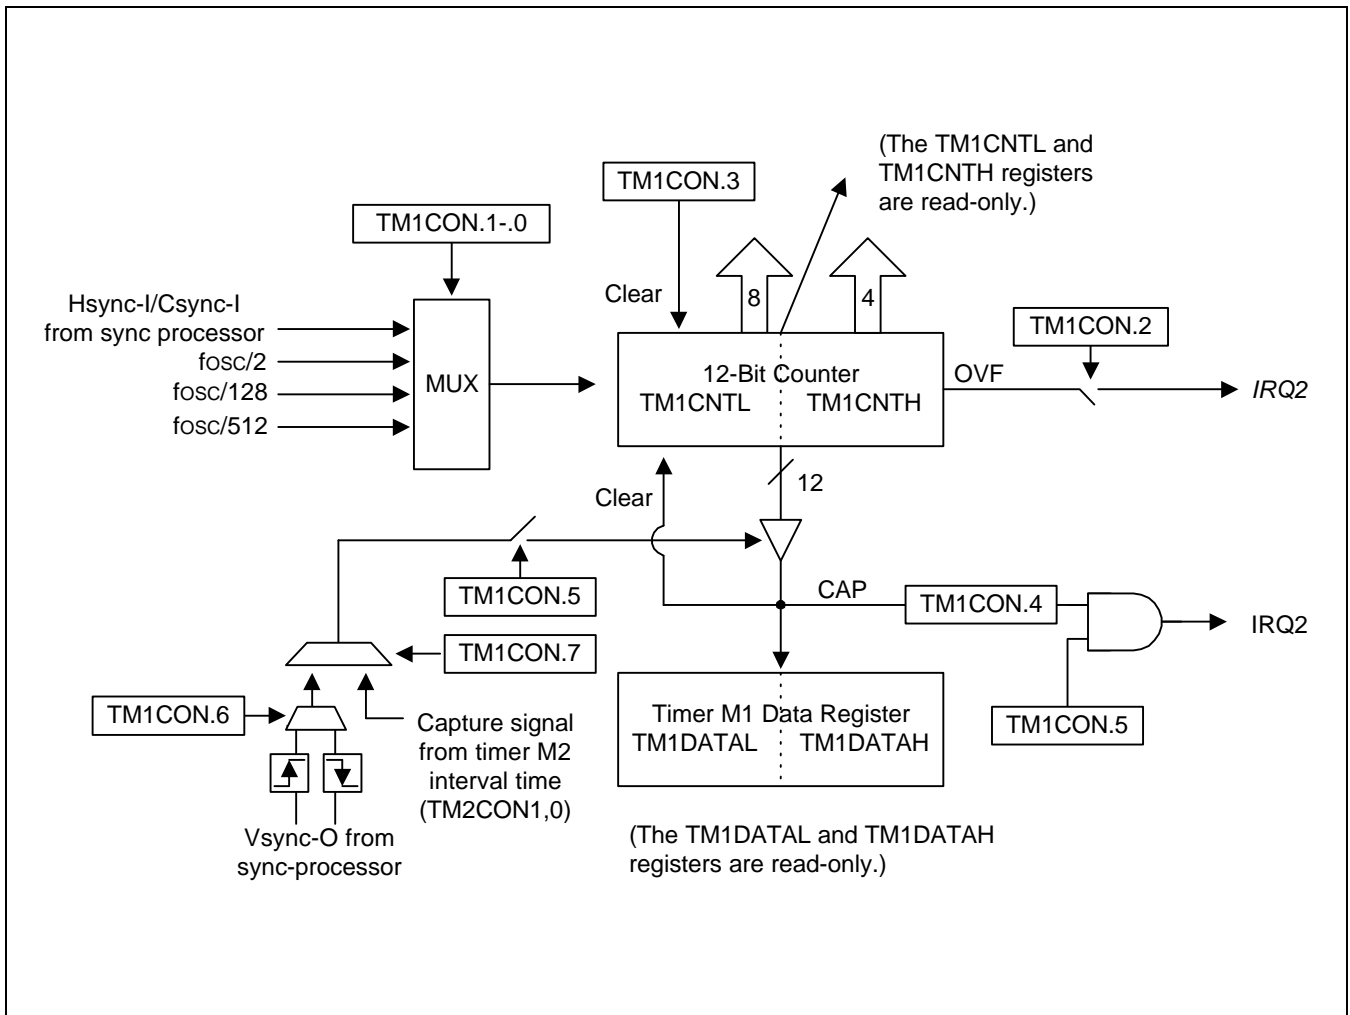 (The TM1CNTL and
TM1CNTH registers
are read-only.)
TM1CON.3
TM1CON.1-.0
Clear
8
4
Hsync-I/Csync-I
from sync processor
fOSC/2
fOSC/128
fOSC/512
MUX
12-Bit Counter
TM1CNTL
TM1CNTH
OVF
TM1CON.2
IRQ2
Clear
12
TM1CON.5
CAP
TM1CON.4
IRQ2
TM1CON.7
TM1CON.6
Capture signal
from timer M2
interval time
(TM2CON1,0)
Timer M1 Data Register
TM1DATAL
TM1DATAH
TM1CON.5
Vsync-O from
sync-processor
(The TM1DATAL and TM1DATAH
registers are read-only.)